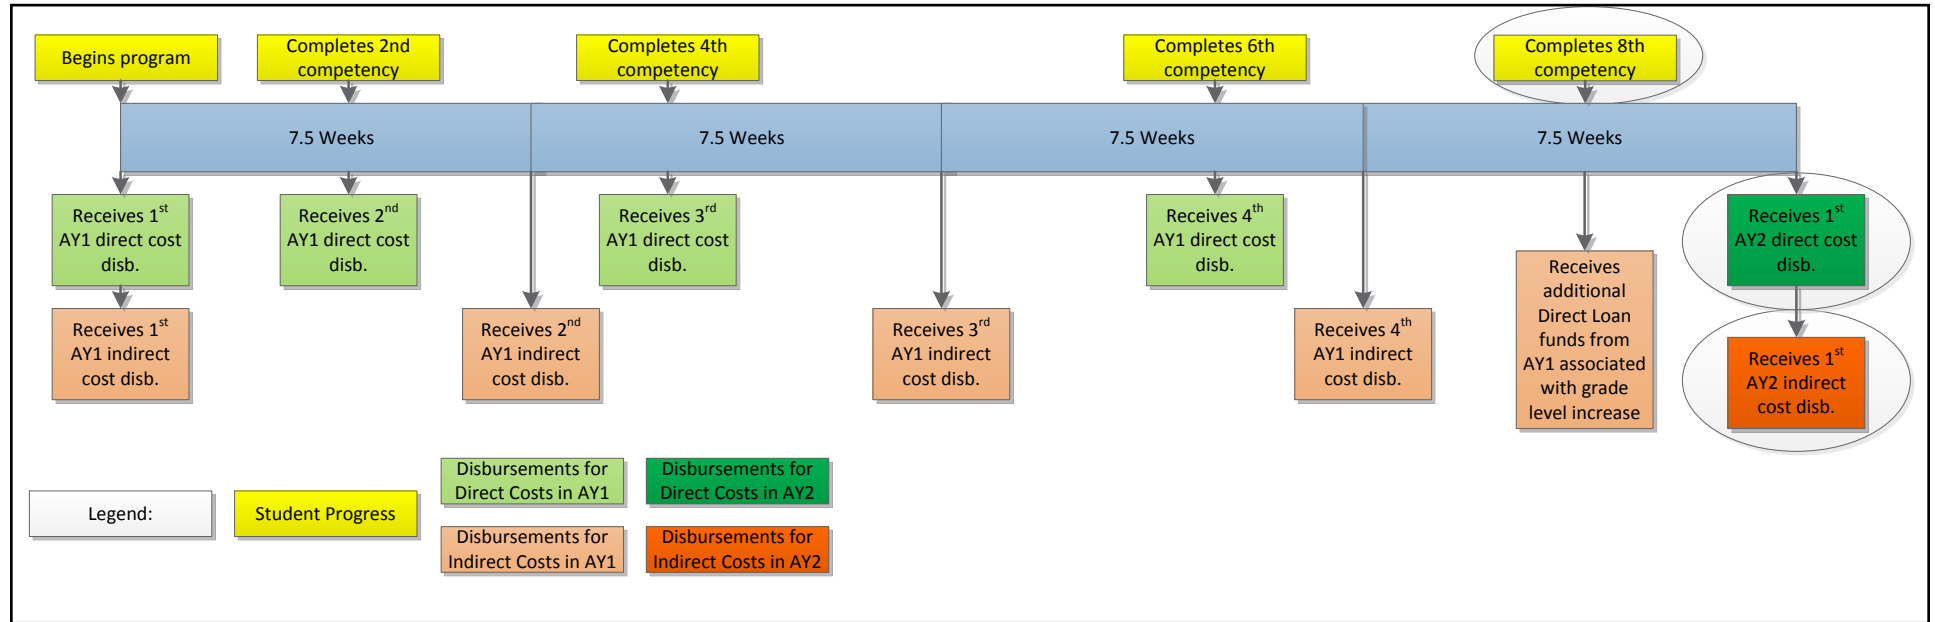 Begins program
Completes 2nd
competency
Completes 4th
competency
Completes 6th
competency
Completes 8th
competency
7.5 Weeks
7.5 Weeks
7.5 Weeks
7.5 Weeks
Receives 1st
AY1 direct cost
disb.
Receives 2nd
AY1 direct cost
disb.
Receives 3rd
AY1 direct cost
disb.
Receives 4th
AY1 direct cost
disb.
Receives 1st
AY2 direct cost
disb.
Receives 1st
AY1 indirect
cost disb.
Receives 2nd
AY1 indirect
cost disb.
Receives 3rd
AY1 indirect
cost disb.
Receives 4th
AY1 indirect
cost disb.
Receives
additional
Direct Loan
funds from
AY1 associated
with grade
level increase
Receives 1st
AY2 indirect
cost disb.
Legend:
Student Progress
Disbursements for
Direct Costs in AY1
Disbursements for
Direct Costs in AY2
Disbursements for
Indirect Costs in AY1
Disbursements for
Indirect Costs in AY2